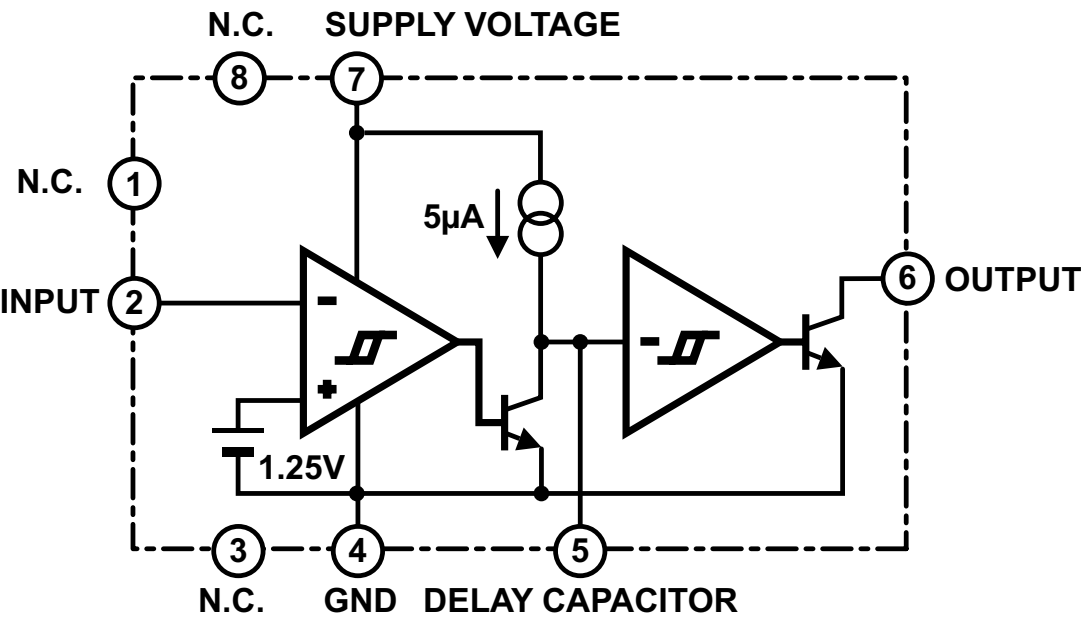 N.C. SUPPLY VOLTAGE
8 7
N.C. 1
5µA
INPUT 2
-
-
6 OUTPUT
+
1.25V
3 4 5
N.C. GND DELAY CAPACITOR